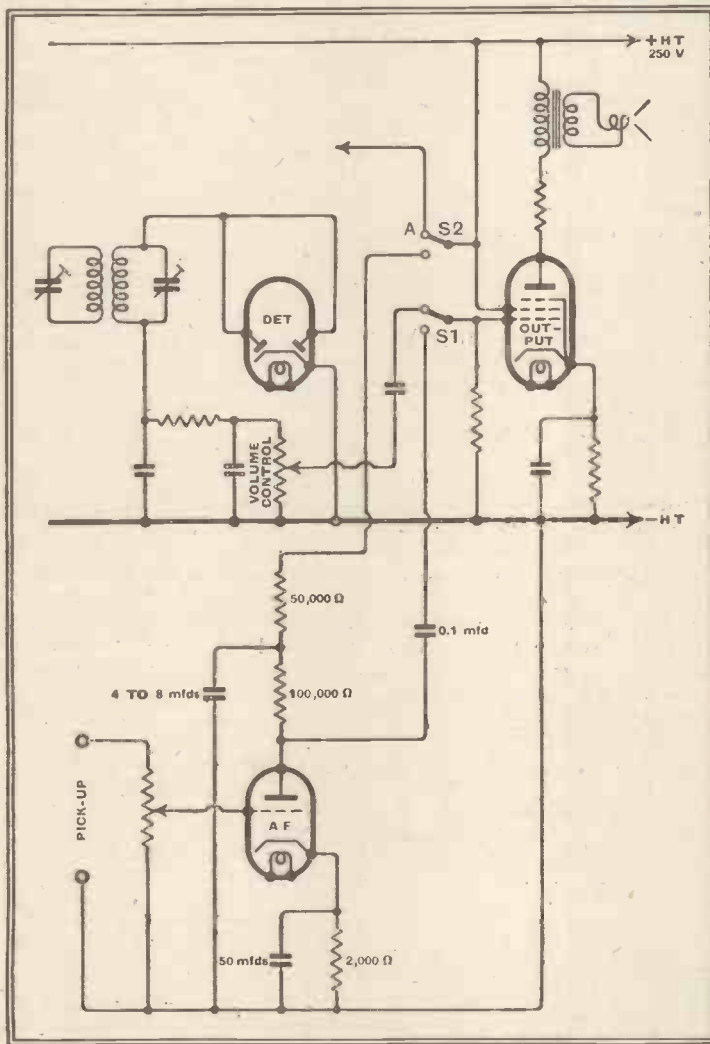 +HT
250 V
A S2
DET
S1
OUT-
PUT
VOLUME
CONTROL
-HT
50,000 Ω
0.1 mfd
4 TO 8 mfds
100,000 Ω
PICK-UP
AF
50 mfds
2,000 Ω